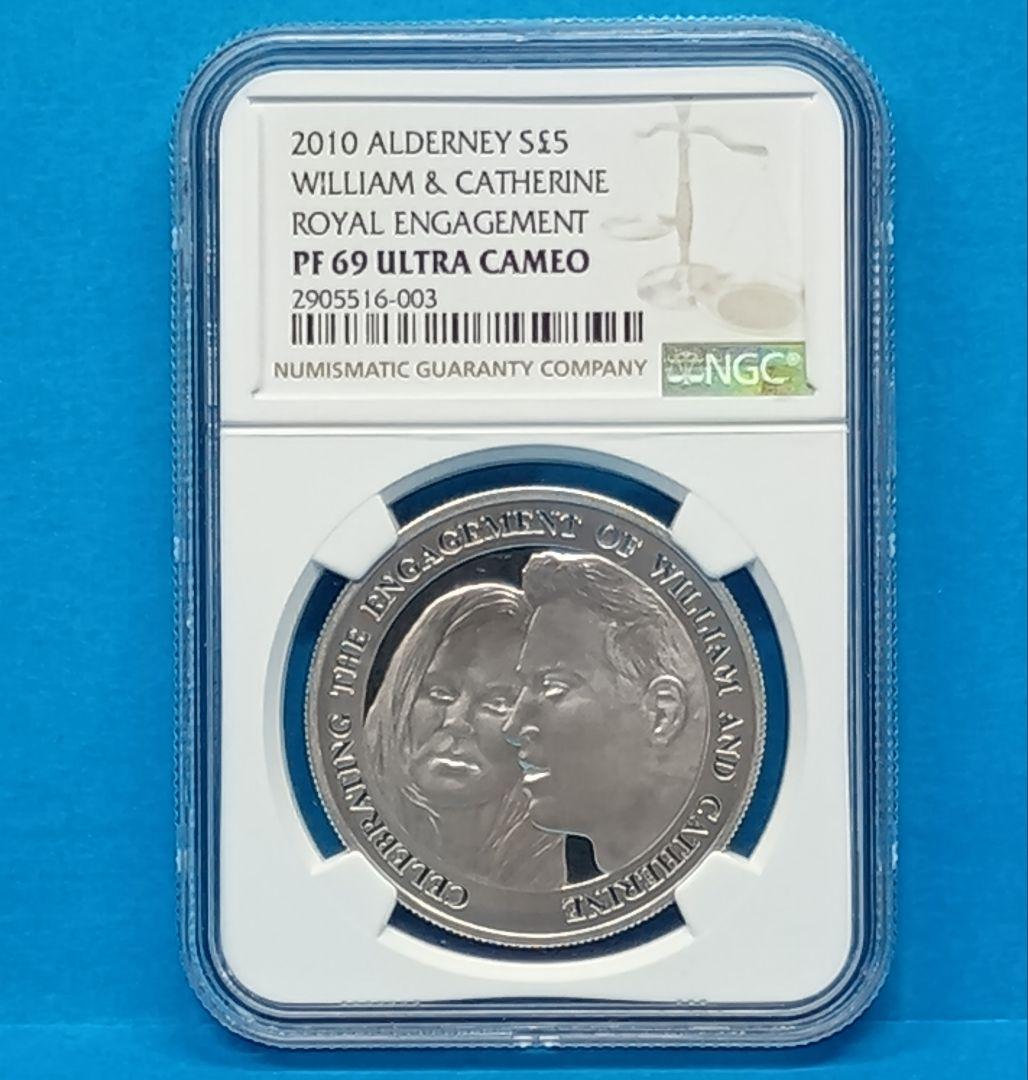 2010 ALDERNEY S£5
WILLIAM & CATHERINE
ROYAL ENGAGEMENT
PF 69 ULTRA CAMEO
2905516-003
NUMISMATIC GUARANTY COMPANY
NGC®
CELEBRATING THE ENGAGEMENT OF WILLIAM AND CATHERINE